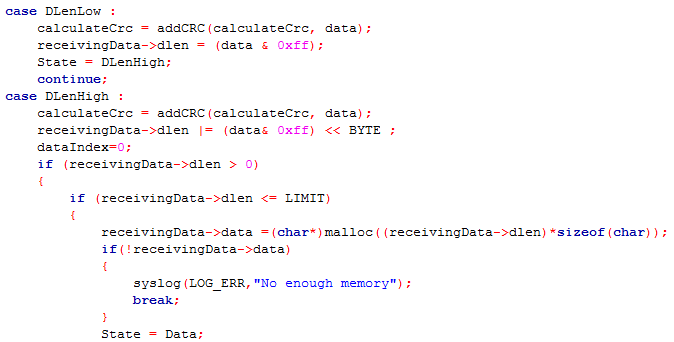 case DLenLow :
calculateCrc = addCRC(calculateCrc, data);
receivingData->dlen = (data & 0xff);
State = DLenHigh;
continue;
case DLenHigh :
calculateCrc = addCRC(calculateCrc, data);
receivingData->dlen |= (data& 0xff) << BYTE ;
dataIndex=0;
if (receivingData->dlen > 0)
{
if (receivingData->dlen <= LIMIT)
{
receivingData->data =(char*)malloc((receivingData->dlen)*sizeof(char));
if(!receivingData->data)
{
syslog(LOG_ERR,"No enough memory");
break;
}
State = Data;